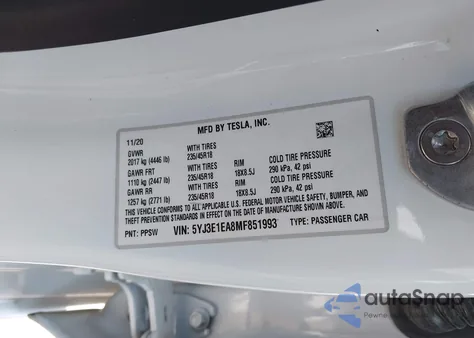 MFD BY TESLA, INC.
11/20
GVWR WITH TIRES
2017 kg (4446 lb) 235/45R18
GAWR FRT WITH TIRES RIM COLD TIRE PRESSURE
1110 kg (2447 lb) 235/45R18 18X8.5J 290 kPa, 42 psi
GAWR RR WITH TIRES RIM COLD TIRE PRESSURE
1257 kg (2771 lb) 235/45R18 18X8.5J 290 kPa, 42 psi
THIS VEHICLE CONFORMS TO ALL APPLICABLE U.S. FEDERAL MOTOR VEHICLE SAFETY, BUMPER, AND
THEFT PREVENTION STANDARDS IN EFFECT ON THE DATE OF MANUFACTURE SHOWN ABOVE.
PNT: PPSW VIN: 5YJ3E1EA8MF851993 TYPE: PASSENGER CAR
autoSnap